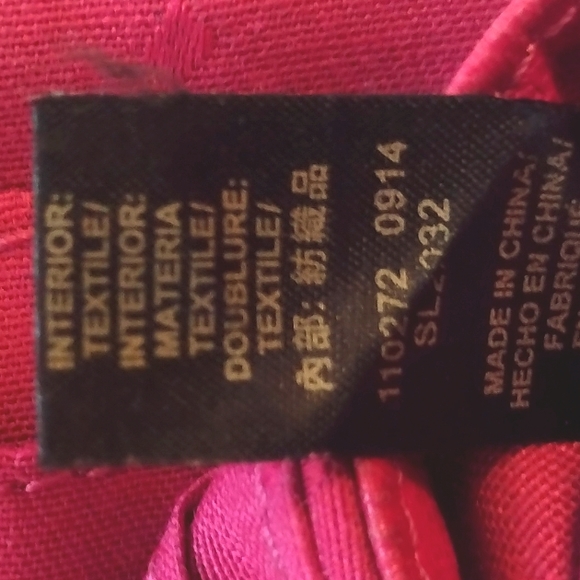 INTERIOR:
TEXTILE/
INTERIOR:
MATERIA
TEXTILE/
DOUBLURE:
TEXTILE/
內部: 紡織品
110272 0914
MADE IN CHINA/
HECHO EN CHINA/